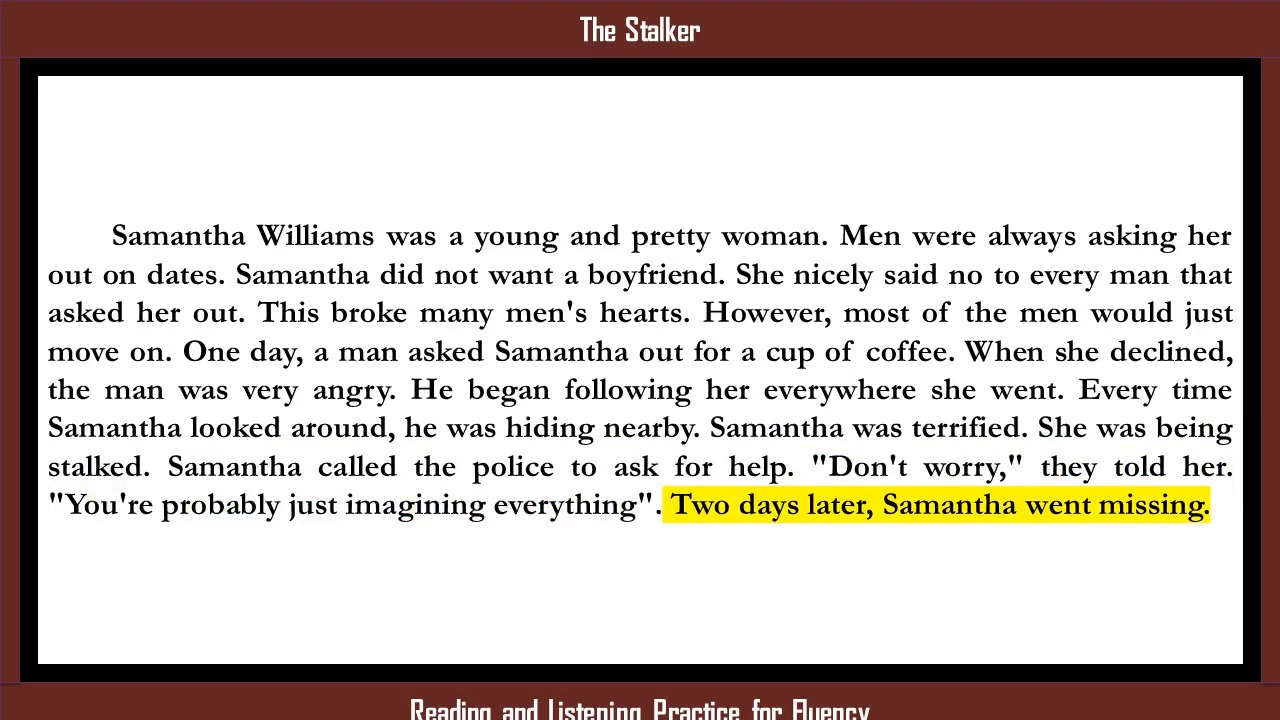 The Stalker
Samantha Williams was a young and pretty woman. Men were always asking her
out on dates. Samantha did not want a boyfriend. She nicely said no to every man that
asked her out. This broke many men's hearts. However, most of the men would just
move on. One day, a man asked Samantha out for a cup of coffee. When she declined,
the man was very angry. He began following her everywhere she went. Every time
Samantha looked around, he was hiding nearby. Samantha was terrified. She was being
stalked. Samantha called the police to ask for help. "Don't worry," they told her.
"You're probably just imagining everything". Two days later, Samantha went missing.
Reading and Listening Practice for Fluency